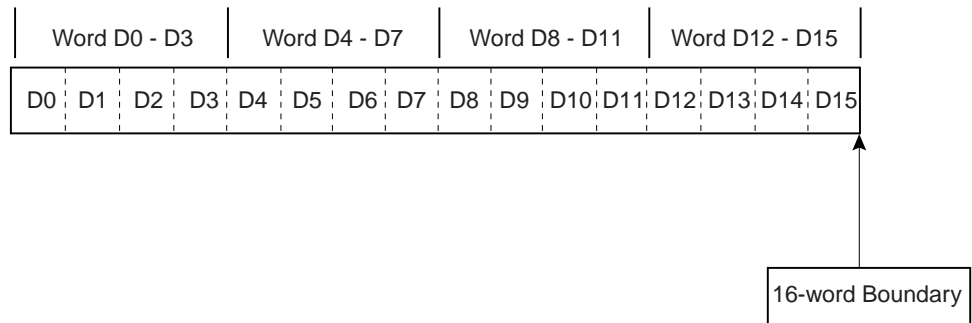 Word D0 - D3 Word D4 - D7 Word D8 - D11 Word D12 - D15
D0 D1 D2 D3 D4 D5 D6 D7 D8 D9 D10 D11 D12 D13 D14 D15
16-word Boundary